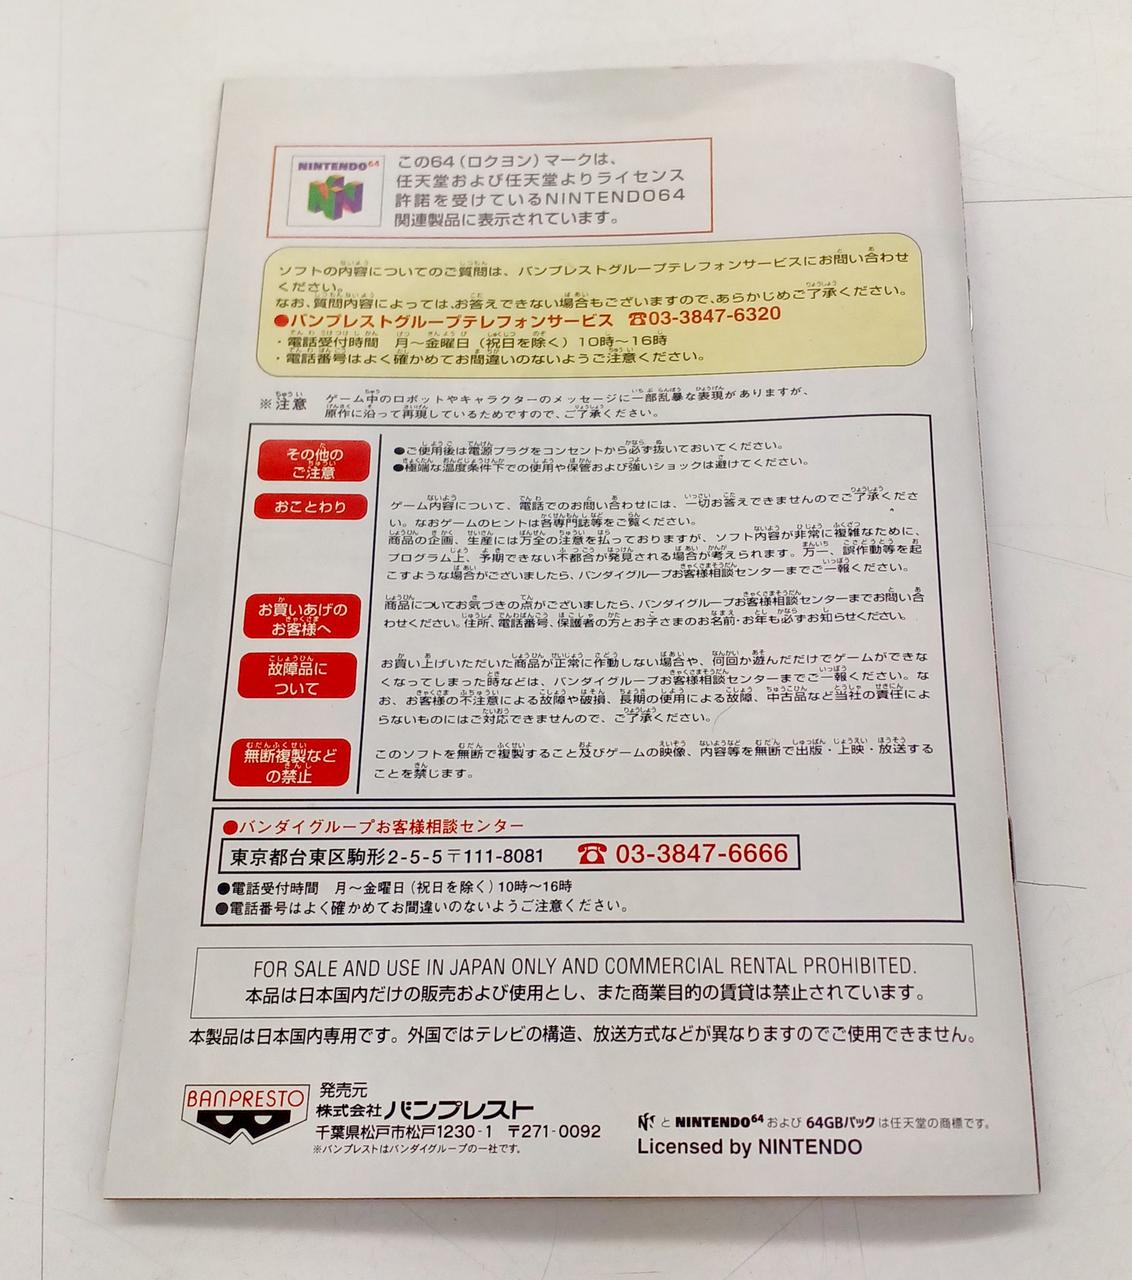 NINTENDO64
この64(ロクヨン)マークは、
任天堂および任天堂よりライセンス
許諾を受けているNINTENDO64
関連製品に表示されています。
ソフトの内容についてのご質問は、バンプレストグループテレフォンサービスにお問い合わせ
ください。
なお、質問内容によっては、お答えできない場合もございますので、あらかじめご了承ください。
●バンプレストグループテレフォンサービス ☎03-3847-6320
・電話受付時間 月〜金曜日(祝日を除く)10時〜16時
・電話番号はよく確かめてお間違いのないようご注意ください。
※注意 ゲーム中のロボットやキャラクターのメッセージに一部乱暴な表現がありますが、
原作に沿って再現しているためですので、ご了承ください。
その他の
ご注意
●ご使用後は電源プラグをコンセントから必ず抜いておいてください。
●極端な温度条件下での使用や保管および強いショックは避けてください。
おことわり
ゲーム内容について、電話でのお問い合わせには、一切お答えできませんのでご了承くださ
い。なおゲームのヒントは各専門誌等をご覧ください。
商品の企画、生産には万全の注意を払っておりますが、ソフト内容が非常に複雑なために、
プログラム上、予期できない不都合が発見される場合が考えられます。万一、誤作動等を起
こすような場合がございましたら、バンダイグループお客様相談センターまでご一報ください。
お買いあげの
お客様へ
商品についてお気づきの点がございましたら、バンダイグループお客様相談センターまでお問い合
わせください。住所、電話番号、保護者の方とお子さまのお名前・お年も必ずお知らせください。
故障品に
ついて
お買い上げいただいた商品が正常に作動しない場合や、何回か遊んだだけでゲームができな
くなってしまった時などは、バンダイグループお客様相談センターまでご一報ください。な
お、お客様の不注意による故障や破損、長期の使用による故障、中古品など当社の責任によ
らないものにはご対応できませんので、ご了承ください。
無断複製など
の禁止
このソフトを無断で複製すること及びゲームの映像、内容等を無断で出版・上映・放送する
ことを禁じます。
●バンダイグループお客様相談センター
東京都台東区駒形2-5-5〒111-8081 ☎ 03-3847-6666
●電話受付時間 月〜金曜日(祝日を除く)10時〜16時
●電話番号はよく確かめてお間違いのないようご注意ください。
FOR SALE AND USE IN JAPAN ONLY AND COMMERCIAL RENTAL PROHIBITED.
本品は日本国内だけの販売および使用とし、また商業目的の賃貸は禁止されています。
本製品は日本国内専用です。外国ではテレビの構造、放送方式などが異なりますのでご使用できません。
BANPRESTO
発売元
株式会社 バンプレスト
千葉県松戸市松戸1230-1 〒271-0092
※バンプレストはバンダイグループの一社です。
と NINTENDO64 および 64GBパック は任天堂の商標です。
Licensed by NINTENDO